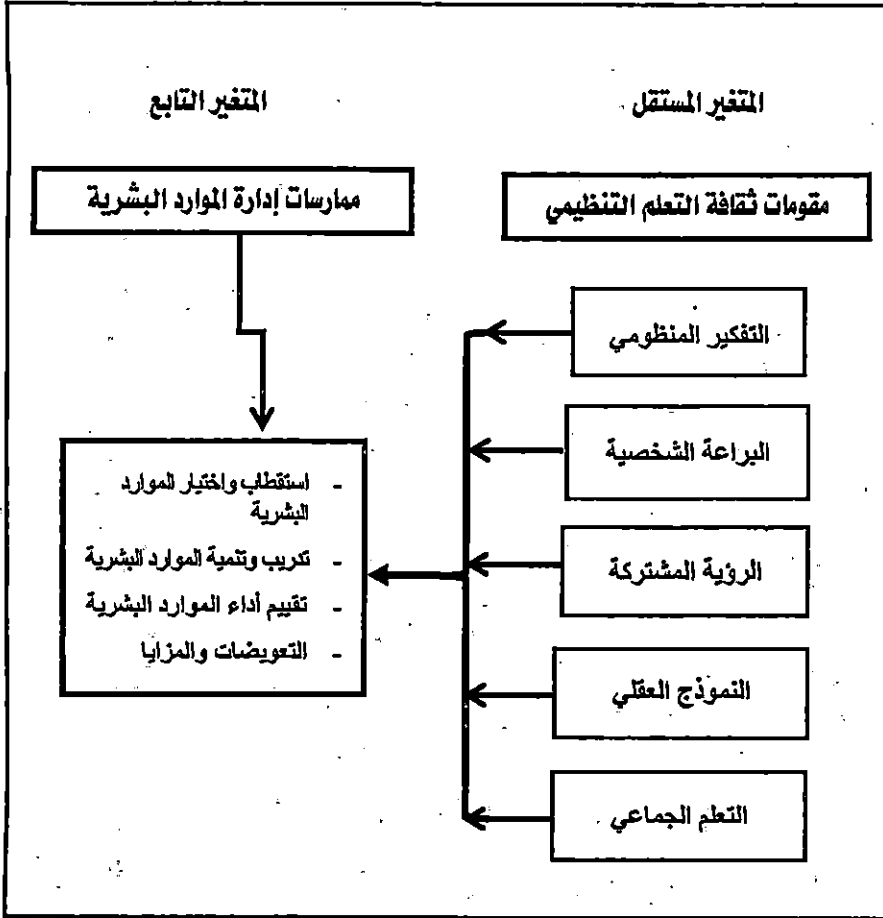 المتغير المستقل
المتغير التابع
مقومات ثقافة التعلم التنظيمي
ممارسات إدارة الموارد البشرية
التفكير المنظومي
البراعة الشخصية
الرؤية المشتركة
النموذج العقلي
التعلم الجماعي
- استقطاب واختيار الموارد
البشرية
- تدريب وتنمية الموارد البشرية
- تقييم أداء الموارد البشرية
- التعويضات والمزايا